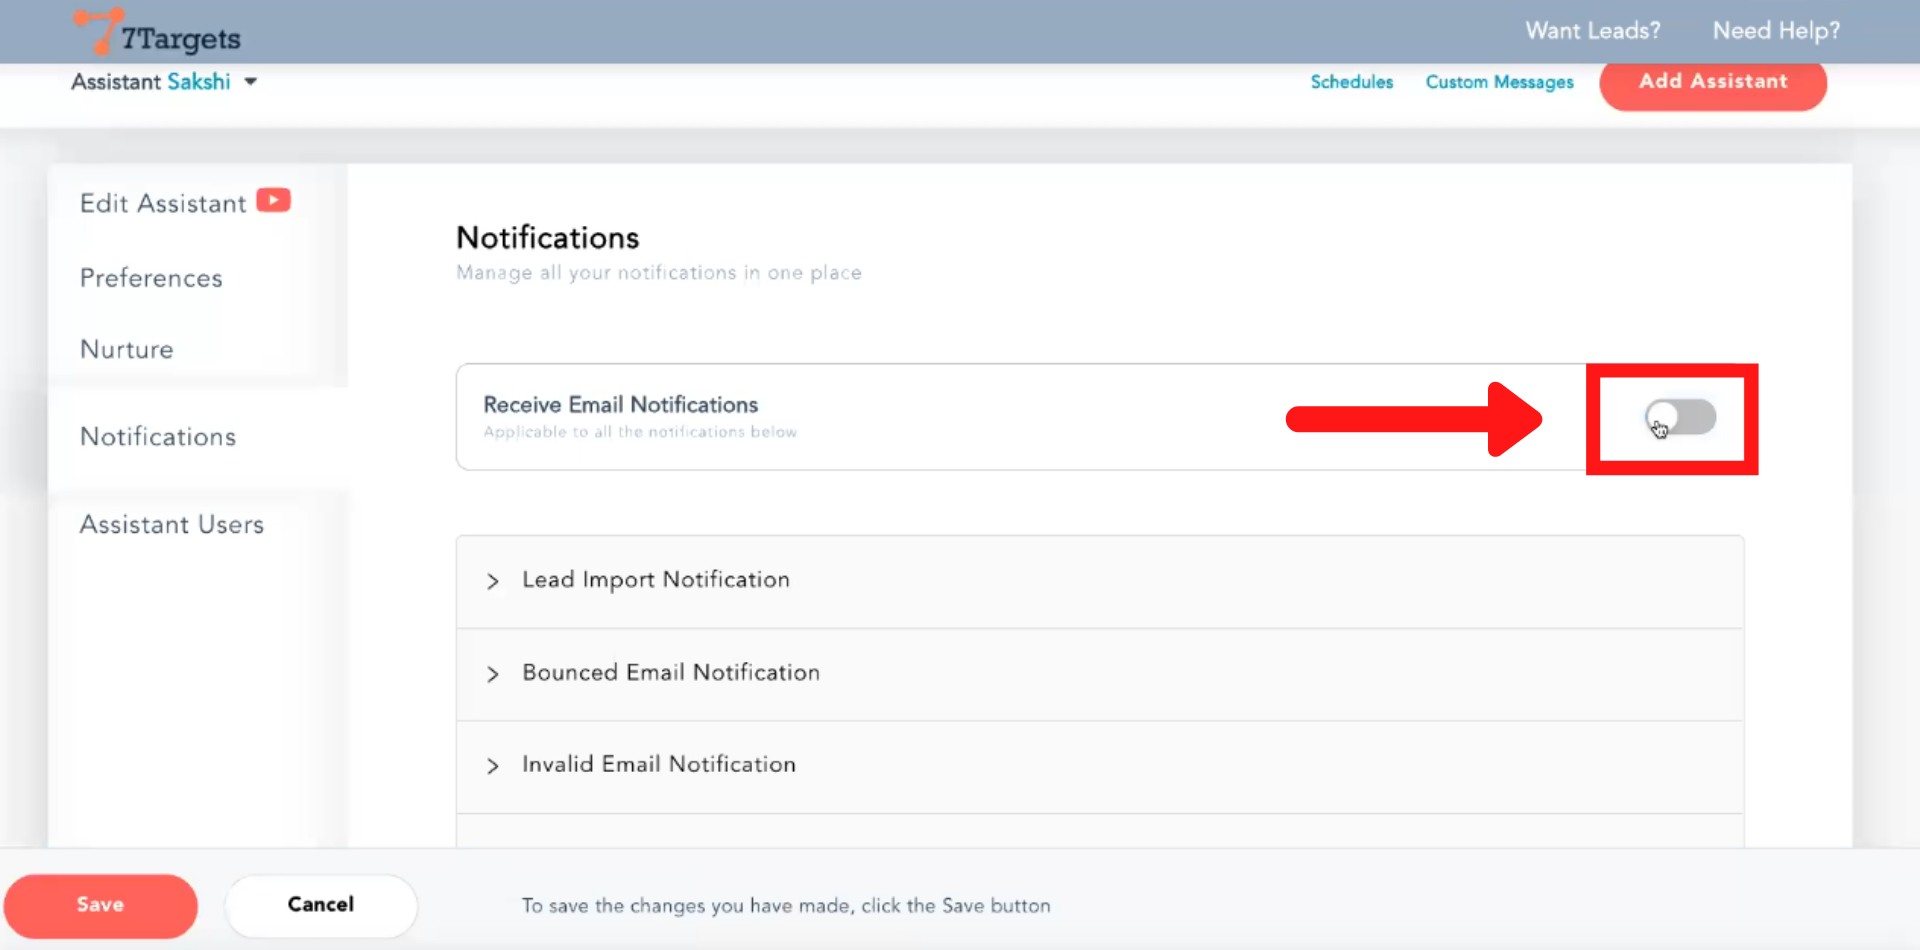 7Targets
Want Leads? Need Help?
Assistant Sakshi
Schedules Custom Messages Add Assistant
Edit Assistant
Preferences
Nurture
Notifications
Assistant Users
Notifications
Manage all your notifications in one place
Receive Email Notifications
Applicable to all the notifications below
Lead Import Notification
Bounced Email Notification
Invalid Email Notification
Save Cancel To save the changes you have made, click the Save button